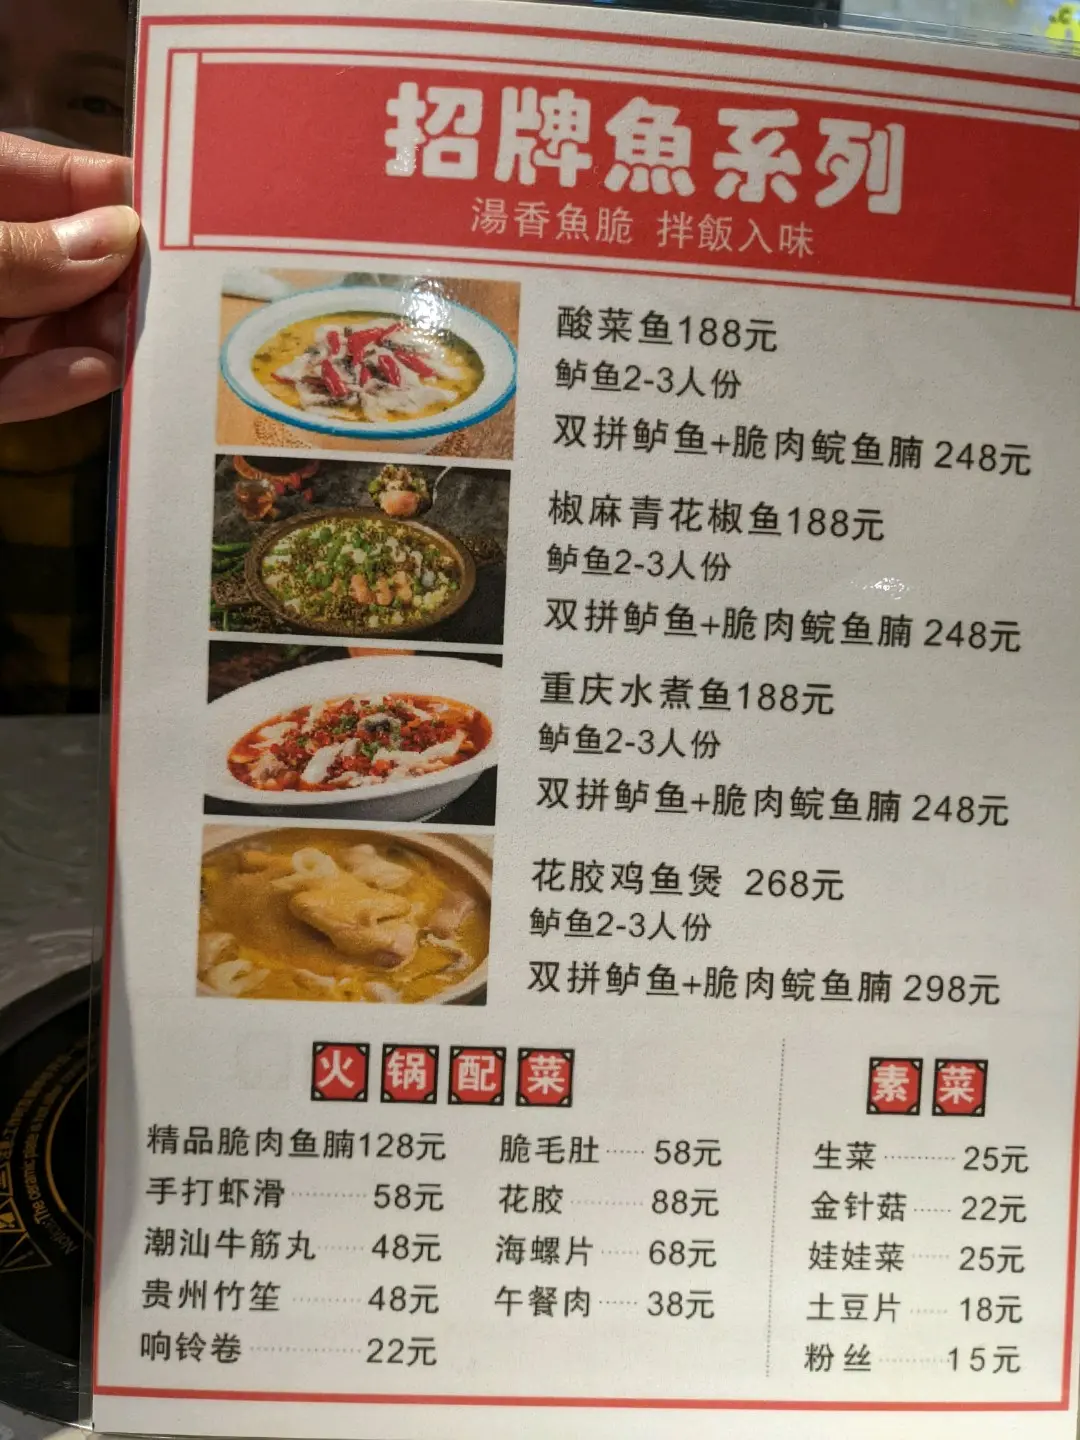 招牌魚系列
湯香魚脆 拌飯入味
酸菜鱼188元
鲈鱼2-3人份
双拼鲈鱼+脆肉鲩鱼腩 248元
椒麻青花椒鱼188元
鲈鱼2-3人份
双拼鲈鱼+脆肉鲩鱼腩 248元
重庆水煮鱼188元
鲈鱼2-3人份
双拼鲈鱼+脆肉鲩鱼腩 248元
花胶鸡鱼煲 268元
鲈鱼2-3人份
双拼鲈鱼+脆肉鲩鱼腩 298元
火锅配菜
精品脆肉鱼腩128元
手打虾滑 58元
潮汕牛筋丸 48元
贵州竹笙 48元
响铃卷 22元
脆毛肚 58元
花胶 88元
海螺片 68元
午餐肉 38元
素菜
生菜 25元
金针菇 22元
娃娃菜 25元
土豆片 18元
粉丝 15元